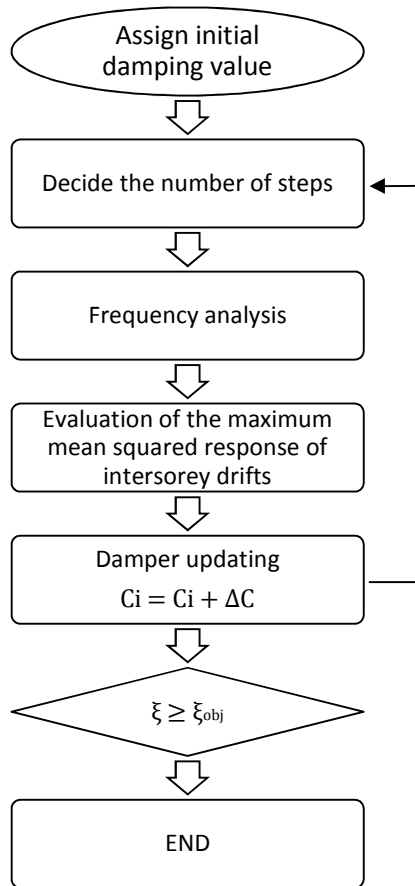 Assign initial
damping value
Decide the number of steps
Frequency analysis
Evaluation of the maximum
mean squared response of
intersorey drifts
Damper updating
Ci = Ci + ΔC
ξ ≥ ξobj
END